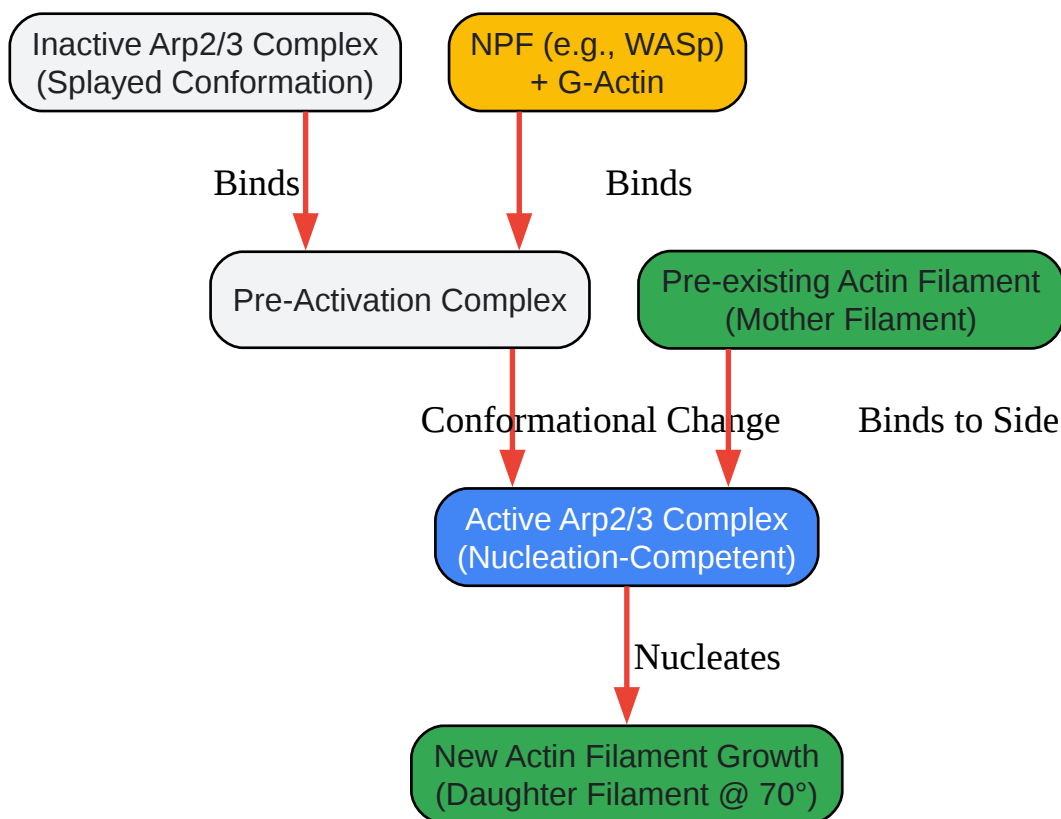 Inactive Arp2/3 Complex
(Splayed Conformation)
NPF (e.g., WASp)
+ G-Actin
Binds
Binds
Pre-Activation Complex
Pre-existing Actin Filament
(Mother Filament)
Conformational Change
Binds to Side
Active Arp2/3 Complex
(Nucleation-Competent)
Nucleates
New Actin Filament Growth
(Daughter Filament @ 70°)